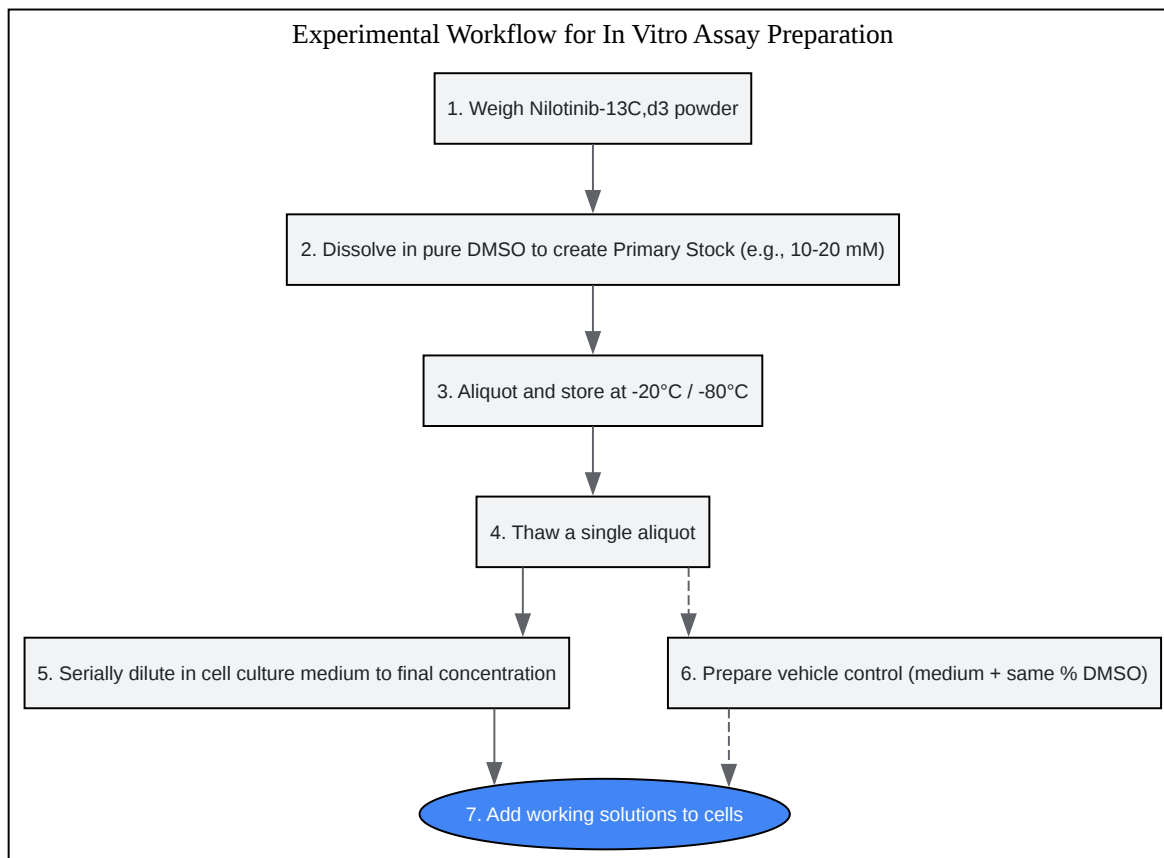 Experimental Workflow for In Vitro Assay Preparation
1. Weigh Nilotinib-13C,d3 powder
2. Dissolve in pure DMSO to create Primary Stock (e.g., 10-20 mM)
3. Aliquot and store at -20°C / -80°C
4. Thaw a single aliquot
5. Serially dilute in cell culture medium to final concentration
6. Prepare vehicle control (medium + same % DMSO)
7. Add working solutions to cells